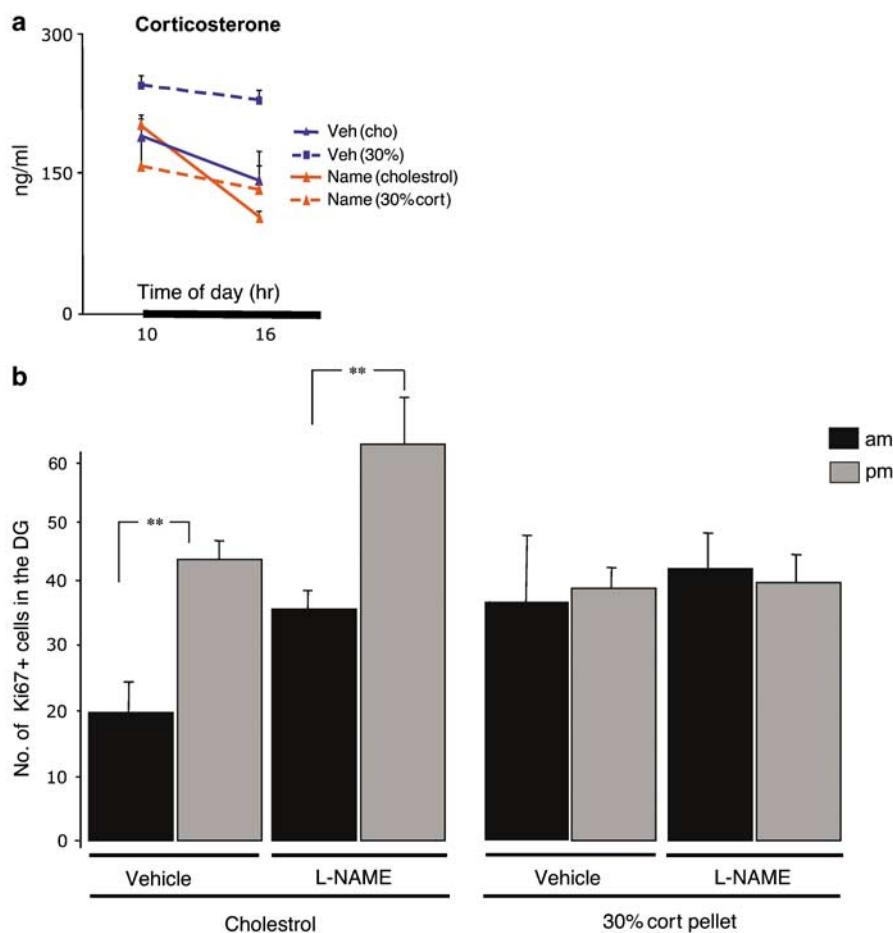 a
Corticosterone
300
150
0
ng/ml
Veh (cho)
Veh (30%)
Name (cholestrol)
Name (30%cort)
Time of day (hr)
10 16
b
**
**
am
pm
60
50
40
30
20
10
0
No. of Ki67+ cells in the DG
Vehicle L-NAME Vehicle L-NAME
Cholestrol 30% cort pellet